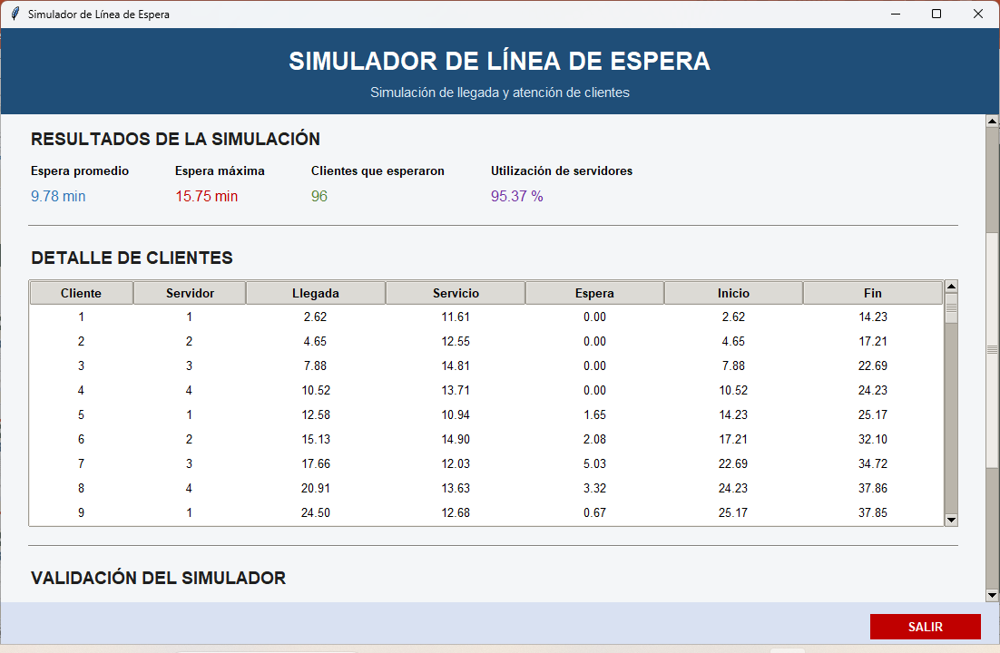 Simulador de Línea de Espera
SIMULADOR DE LÍNEA DE ESPERA
Simulación de llegada y atención de clientes
RESULTADOS DE LA SIMULACIÓN
Espera promedio Espera máxima Clientes que esperaron Utilización de servidores
9.78 min 15.75 min 96 95.37 %
DETALLE DE CLIENTES
Cliente Servidor Llegada Servicio Espera Inicio Fin
1 1 2.62 11.61 0.00 2.62 14.23
2 2 4.65 12.55 0.00 4.65 17.21
3 3 7.88 14.81 0.00 7.88 22.69
4 4 10.52 13.71 0.00 10.52 24.23
5 1 12.58 10.94 1.65 14.23 25.17
6 2 15.13 14.90 2.08 17.21 32.10
7 3 17.66 12.03 5.03 22.69 34.72
8 4 20.91 13.63 3.32 24.23 37.86
9 1 24.50 12.68 0.67 25.17 37.85
VALIDACIÓN DEL SIMULADOR
SALIR